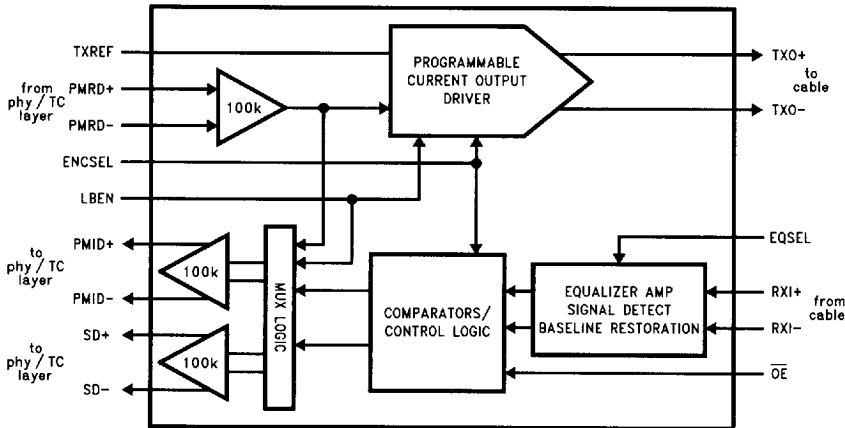 TXREF
from
phy / TC
layer
PMRD+
PMRD-
100k
PROGRAMMABLE
CURRENT OUTPUT
DRIVER
TXO+
to
cable
TXO-
ENCSEL
LBEN
to
phy / TC
layer
PMID+
PMID-
100k
MUX LOGIC
COMPARATORS/
CONTROL LOGIC
EQUALIZER AMP
SIGNAL DETECT
BASELINE RESTORATION
EQSEL
RXI+
from
cable
RXI-
to
phy / TC
layer
SD+
SD-
100k
OE